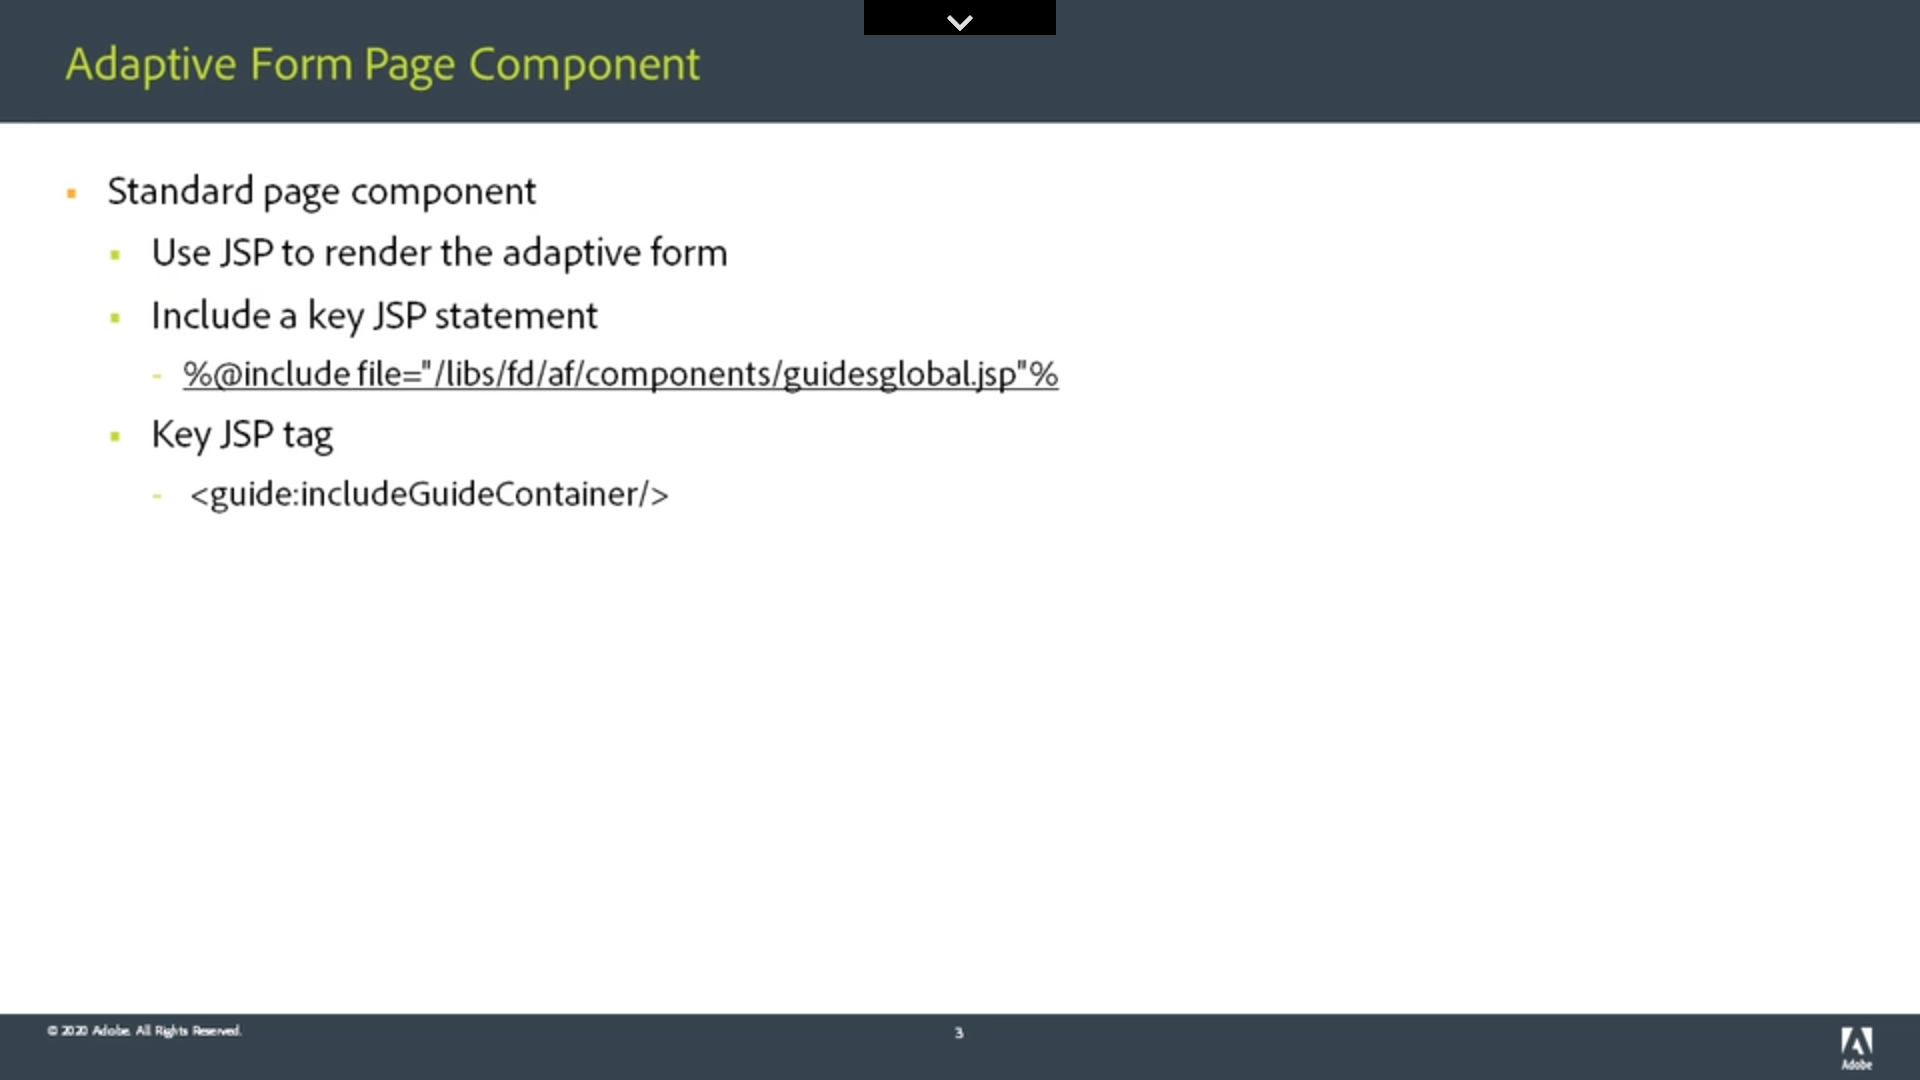 Adaptive Form Page Component
Standard page component
Use JSP to render the adaptive form
Include a key JSP statement
%@include file="/libs/fd/af/components/guidesglobal.jsp"%
Key JSP tag
<guide:includeGuideContainer/>
© 2020 Adobe. All Rights Reserved.
3
Adobe